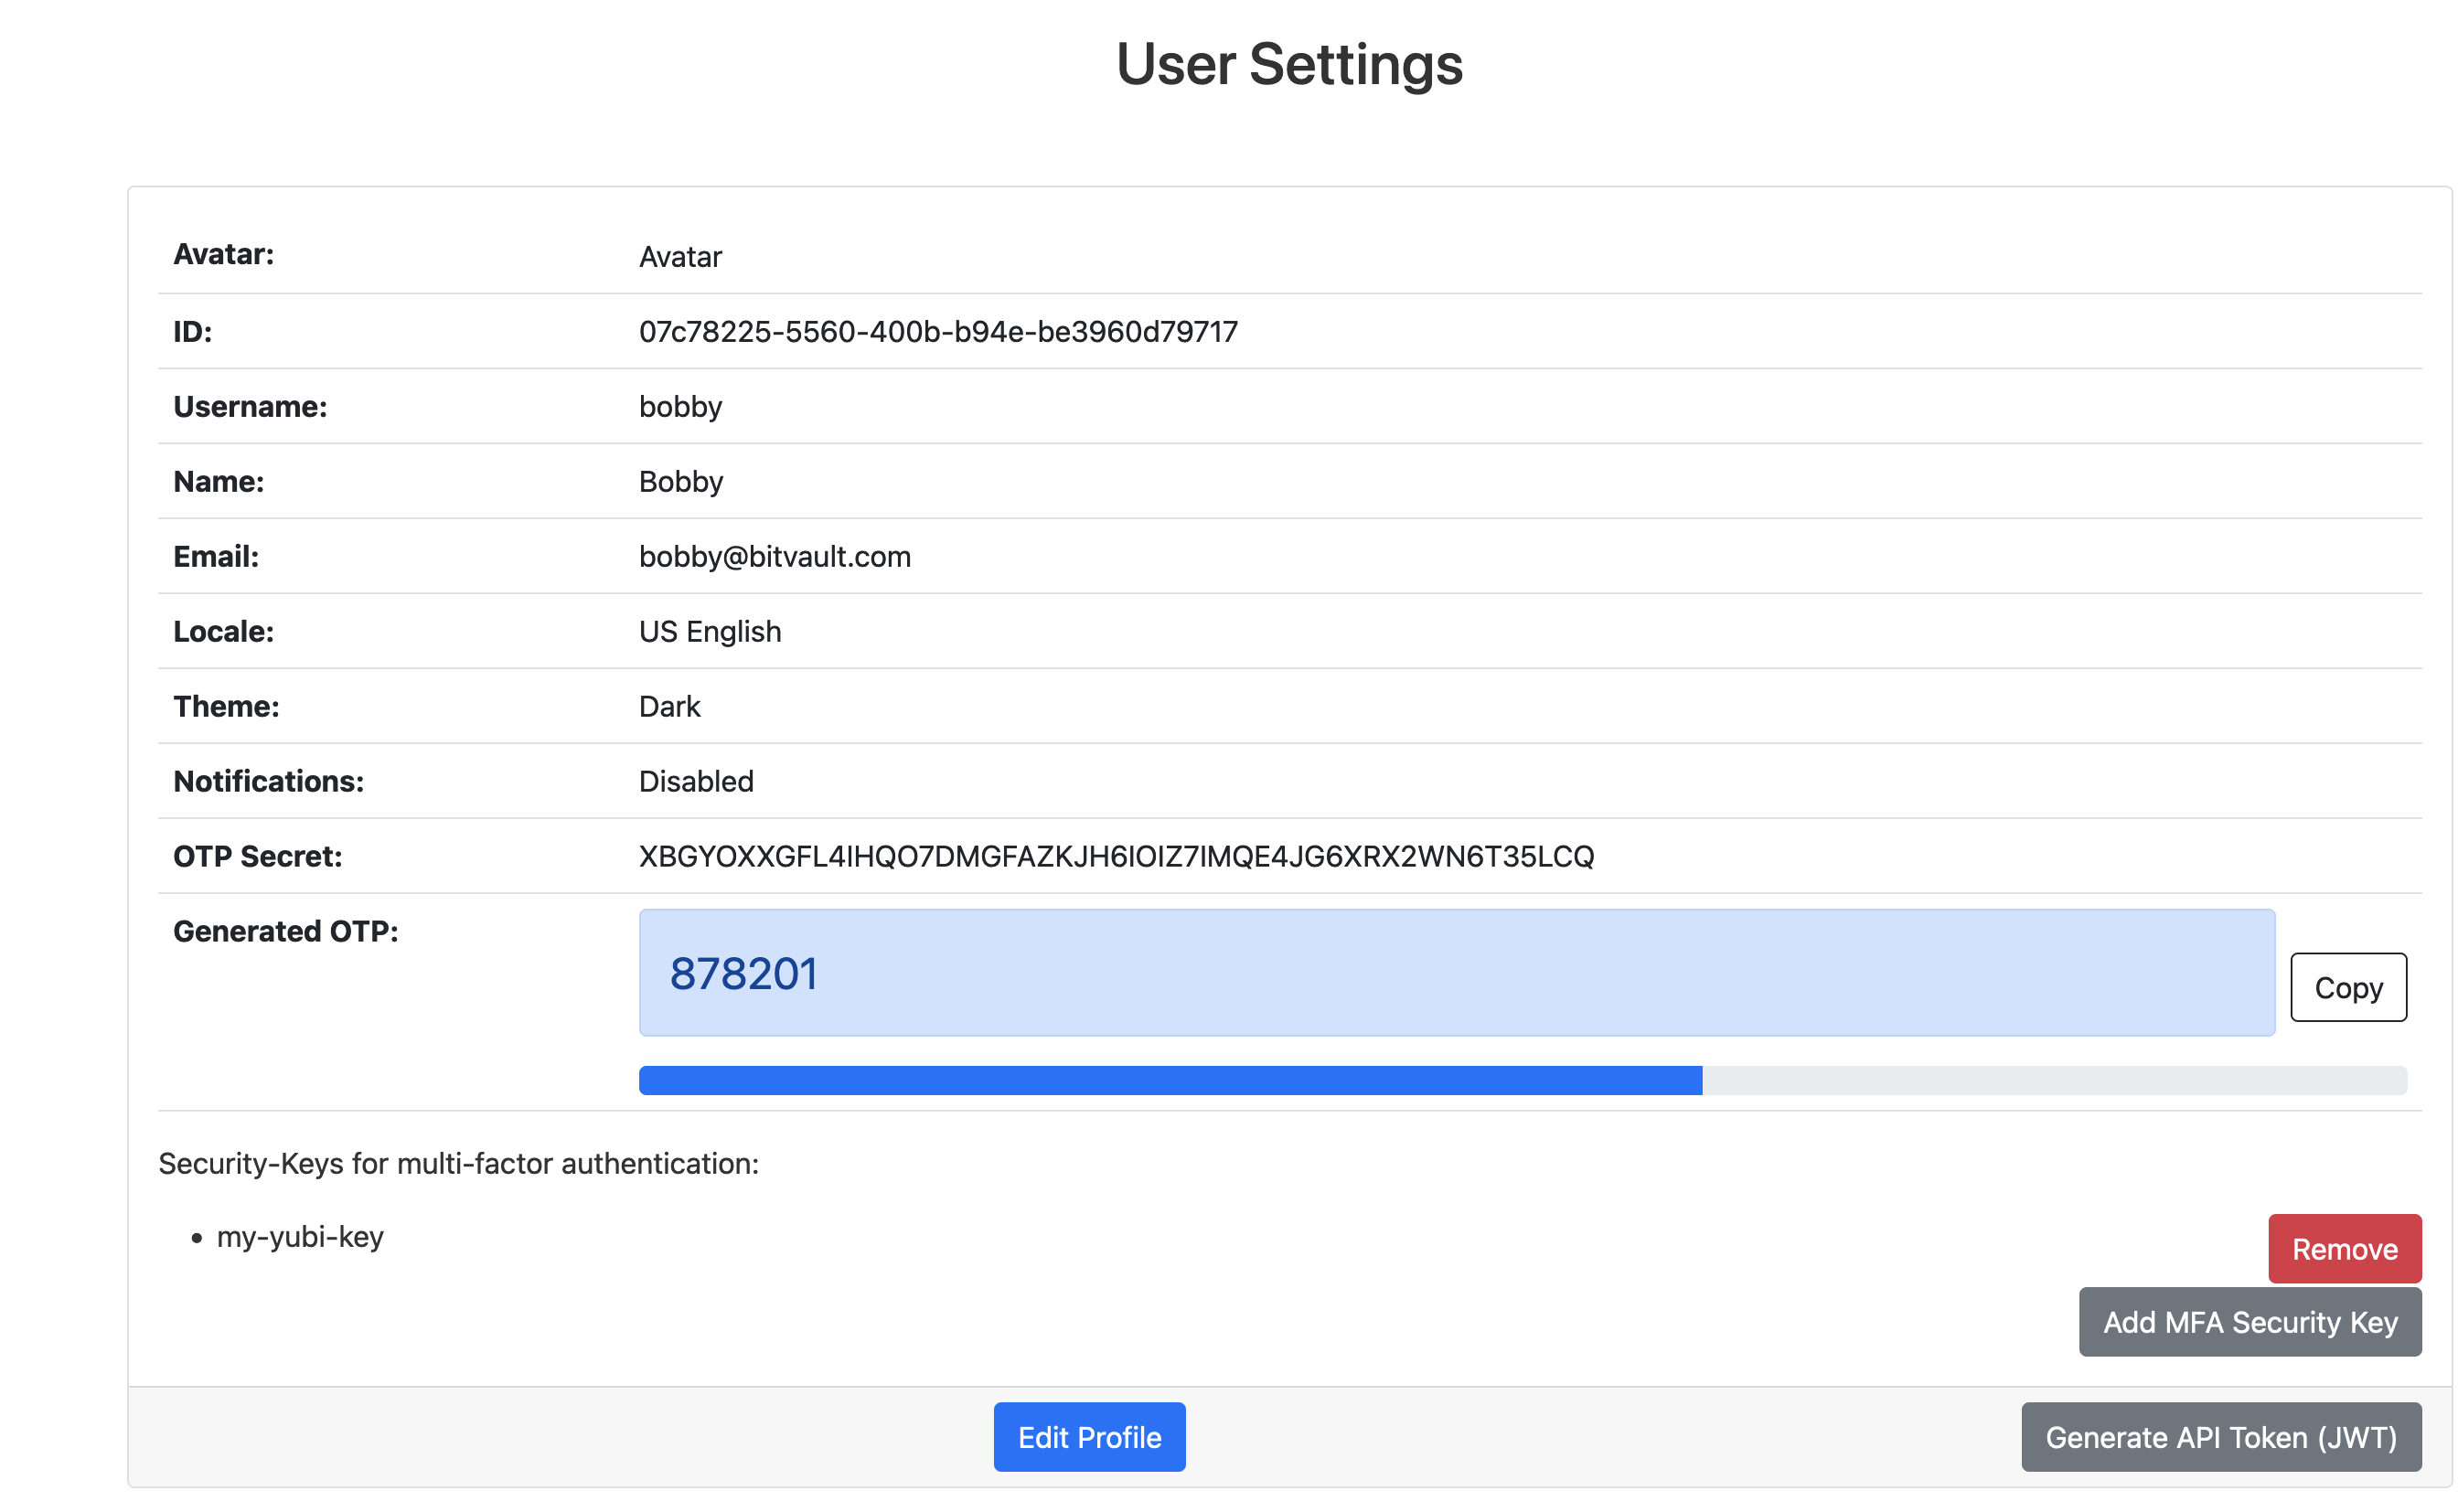 User Settings
Avatar: Avatar
ID: 07c78225-5560-400b-b94e-be3960d79717
Username: bobby
Name: Bobby
Email: bobby@bitvault.com
Locale: US English
Theme: Dark
Notifications: Disabled
OTP Secret: XBGYOXXGFL4IHQO7DMGFAZKJH6IOIZ7IMQE4JG6XRX2WN6T35LCQ
Generated OTP: 878201 Copy
Security-Keys for multi-factor authentication:
• my-yubi-key
Remove
Add MFA Security Key
Edit Profile Generate API Token (JWT)